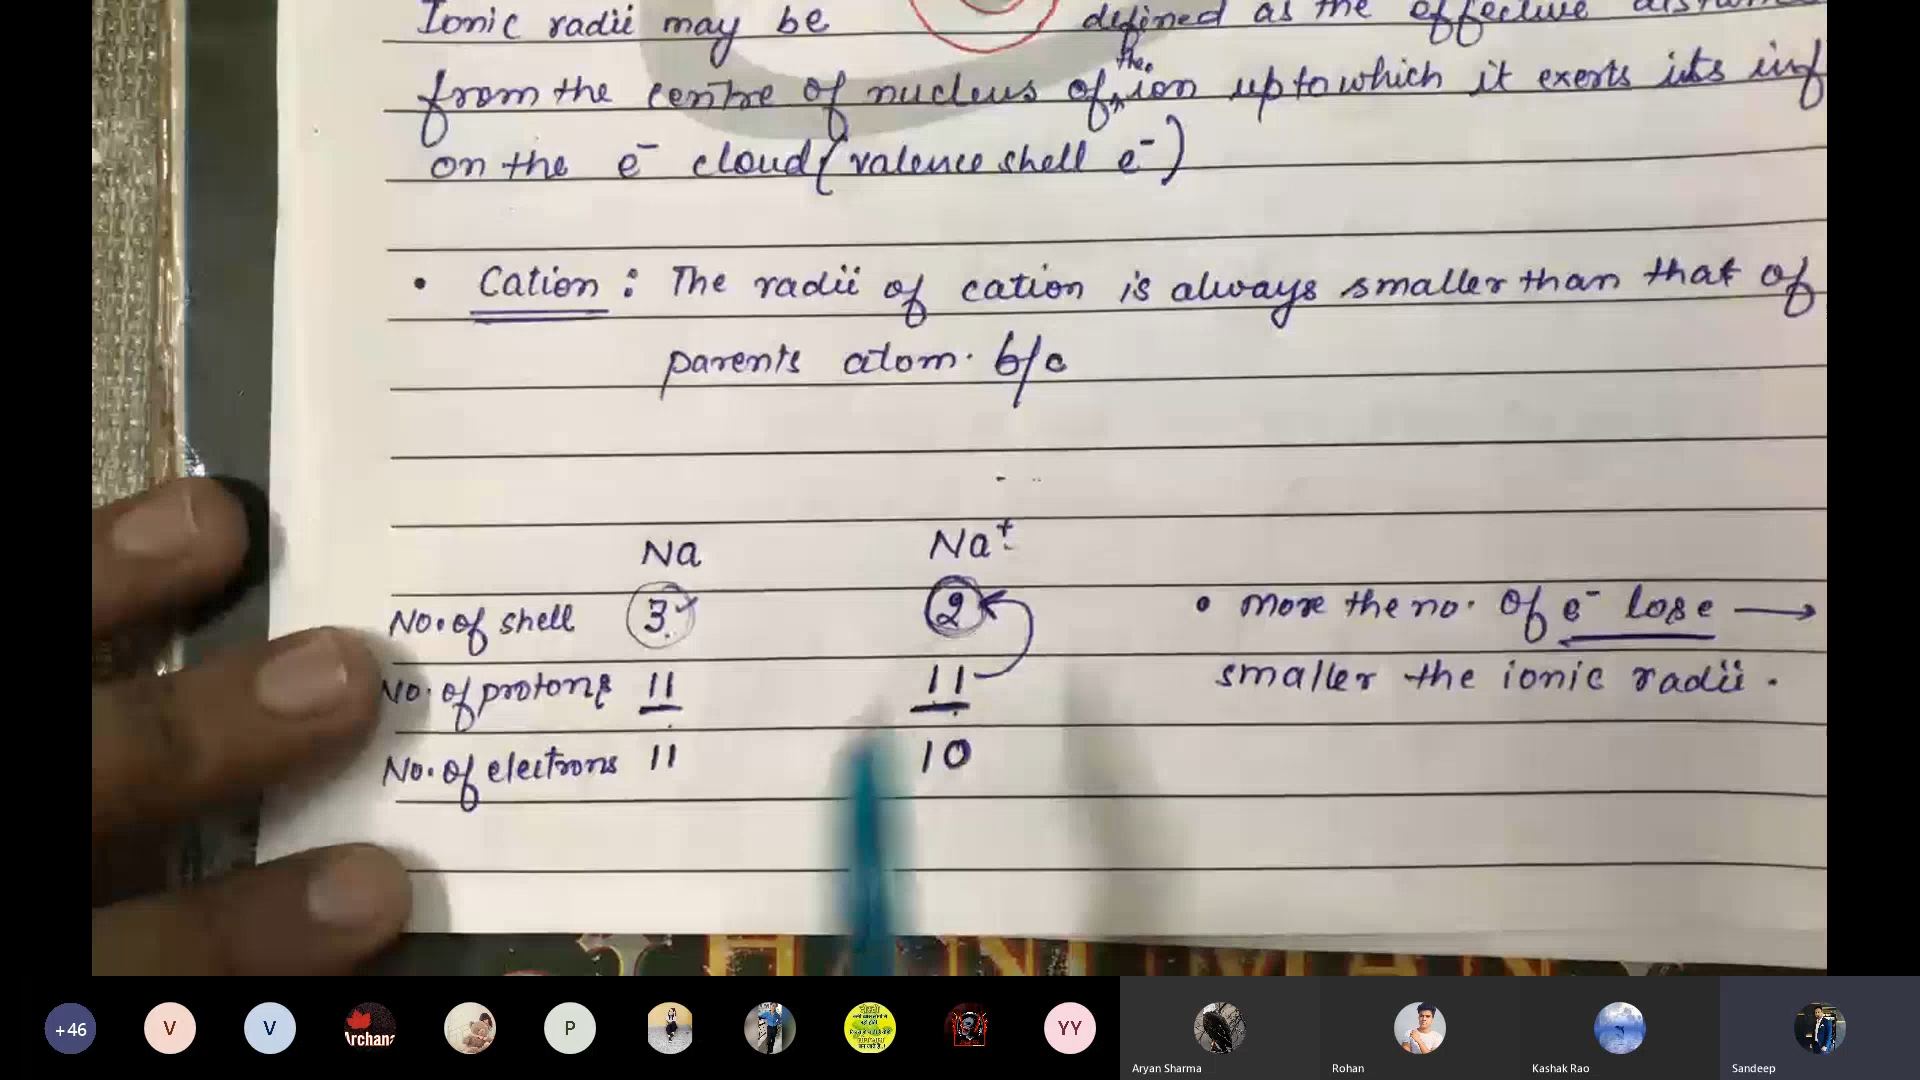 Ionic radii may be defined as the effective
the
from the centre of nucleus of ion upto which it exerts its inf
on the e⁻ cloud (valence shell e⁻)
• Cation : The radii of cation is always smaller than that of
parents atom. b/c
Na Na⁺
No. of shell 3 2
No. of protons 11 11
No. of electrons 11 10
• More the no. of e⁻ lose →
smaller the ionic radii.
+46
V
V
Archana
P
YY
Aryan Sharma
Rohan
Kashak Rao
Sandeep